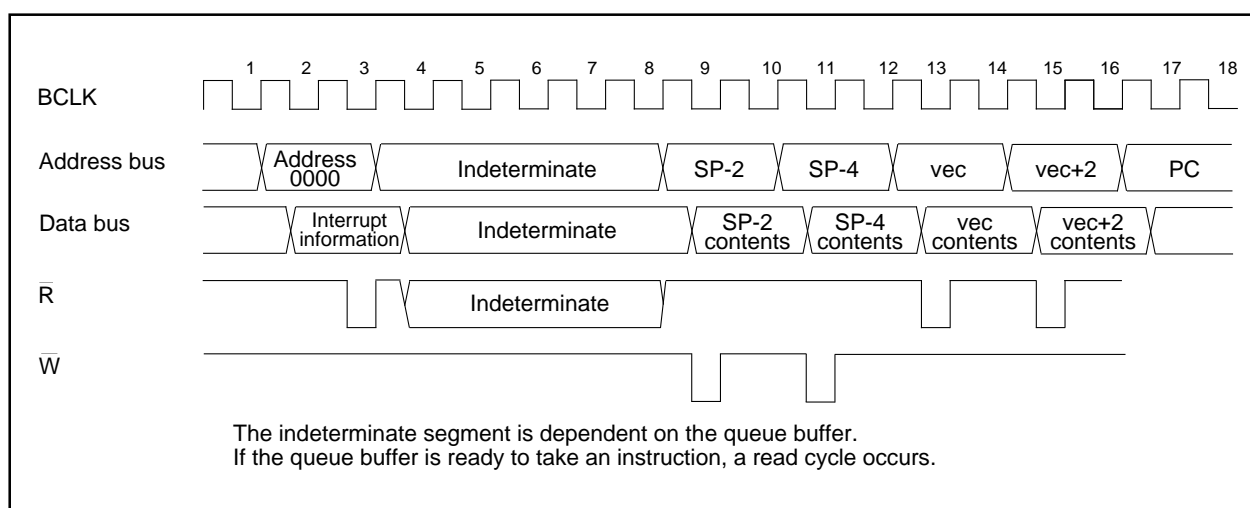 1 2 3 4 5 6 7 8 9 10 11 12 13 14 15 16 17 18
BCLK
Address bus
Address
0000
Indeterminate
SP-2
SP-4
vec
vec+2
PC
Data bus
Interrupt
information
Indeterminate
SP-2
contents
SP-4
contents
vec
contents
vec+2
contents
R
Indeterminate
W
The indeterminate segment is dependent on the queue buffer.
If the queue buffer is ready to take an instruction, a read cycle occurs.